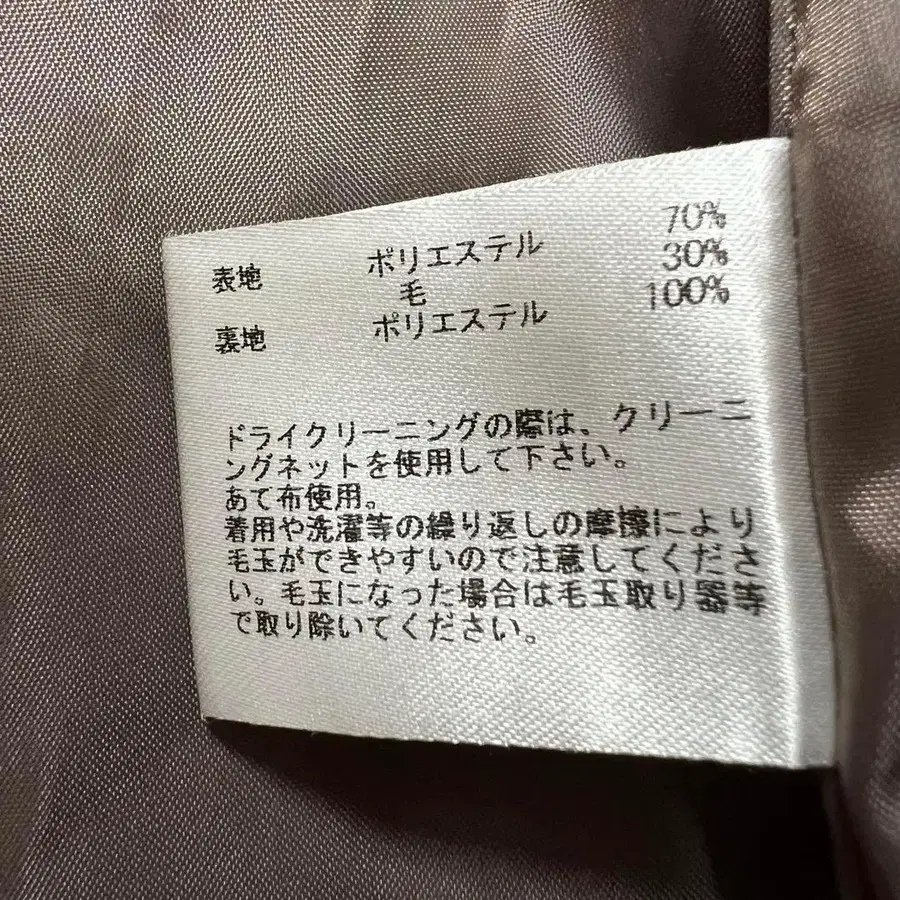 表地 ポリエステル 70%
毛 30%
裏地 ポリエステル 100%
ドライクリーニングの際は、クリーニ
ングネットを使用して下さい。
あて布使用。
着用や洗濯等の繰り返しの摩擦により
毛玉ができやすいので注意してくださ
い。毛玉になった場合は毛玉取り器等
で取り除いてください。